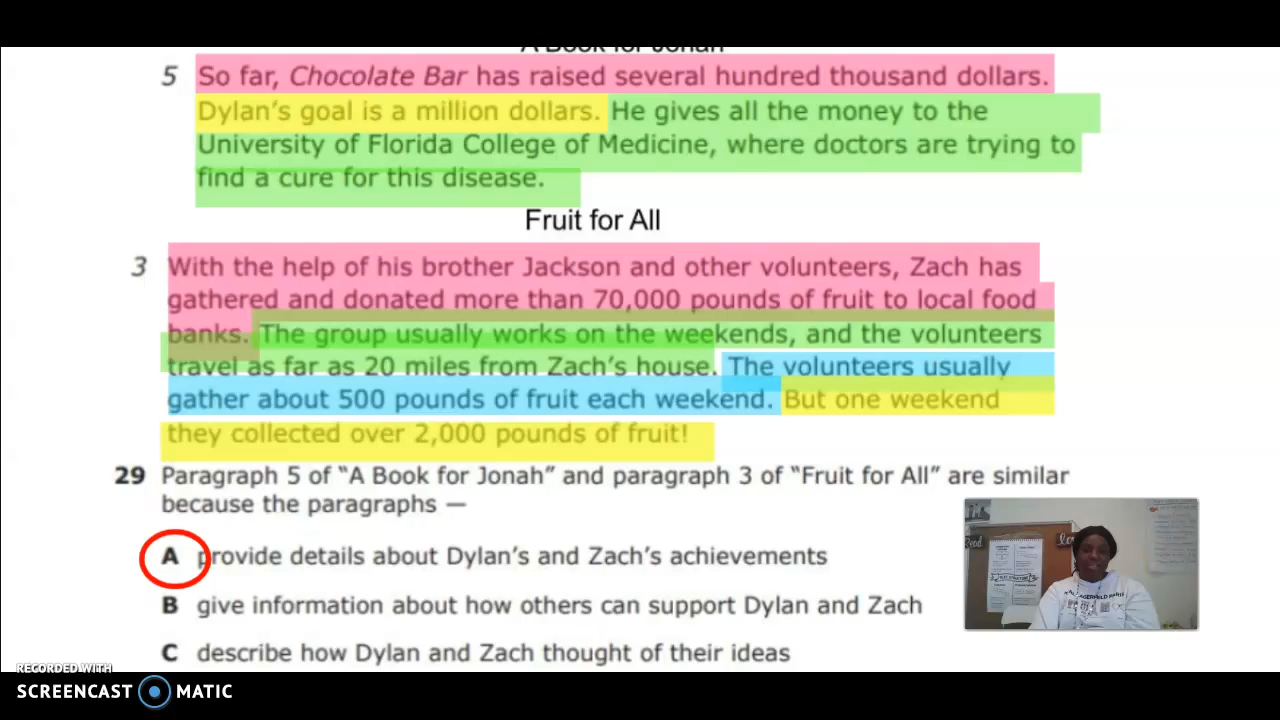 A Book for Jonah
5 So far, Chocolate Bar has raised several hundred thousand dollars.
Dylan's goal is a million dollars. He gives all the money to the
University of Florida College of Medicine, where doctors are trying to
find a cure for this disease.
Fruit for All
3 With the help of his brother Jackson and other volunteers, Zach has
gathered and donated more than 70,000 pounds of fruit to local food
banks. The group usually works on the weekends, and the volunteers
travel as far as 20 miles from Zach's house. The volunteers usually
gather about 500 pounds of fruit each weekend. But one weekend
they collected over 2,000 pounds of fruit!
29 Paragraph 5 of "A Book for Jonah" and paragraph 3 of "Fruit for All" are similar
because the paragraphs —
A provide details about Dylan's and Zach's achievements
B give information about how others can support Dylan and Zach
C describe how Dylan and Zach thought of their ideas
RECORDED WITH
SCREENCAST MATIC